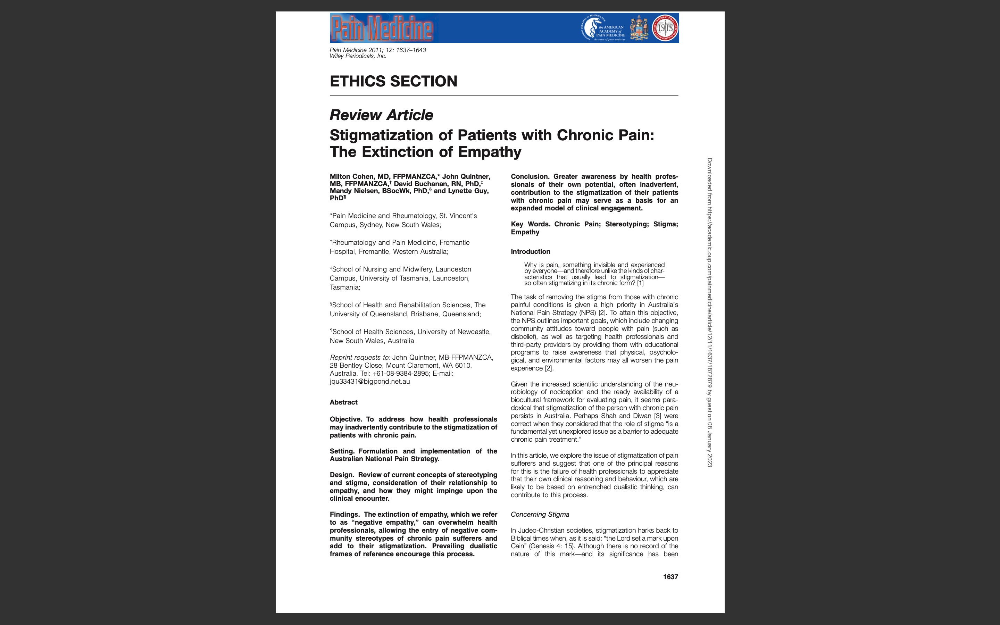 Pain Medicine
PHYSICIANS DEDICATED TO RELIEVING PAIN
the AMERICAN
ACADEMY of
PAIN MEDICINE
the voice of pain medicine
INTERNATIONAL
SPINE INTERVENTION SOCIETY
ISIS
Pain Medicine 2011; 12: 1637–1643
Wiley Periodicals, Inc.
ETHICS SECTION
Review Article
Stigmatization of Patients with Chronic Pain:
The Extinction of Empathy
Milton Cohen, MD, FFPMANZCA,* John Quintner,
MB, FFPMANZCA,† David Buchanan, RN, PhD,‡
Mandy Nielsen, BSocWk, PhD,§ and Lynette Guy,
PhD¶
*Pain Medicine and Rheumatology, St. Vincent's
Campus, Sydney, New South Wales;
†Rheumatology and Pain Medicine, Fremantle
Hospital, Fremantle, Western Australia;
‡School of Nursing and Midwifery, Launceston
Campus, University of Tasmania, Launceston,
Tasmania;
§School of Health and Rehabilitation Sciences, The
University of Queensland, Brisbane, Queensland;
¶School of Health Sciences, University of Newcastle,
New South Wales, Australia
Reprint requests to: John Quintner, MB FFPMANZCA,
28 Bentley Close, Mount Claremont, WA 6010,
Australia. Tel: +61-08-9384-2895; E-mail:
jqu33431@bigpond.net.au
Abstract
Objective. To address how health professionals
may inadvertently contribute to the stigmatization of
patients with chronic pain.
Setting. Formulation and implementation of the
Australian National Pain Strategy.
Design. Review of current concepts of stereotyping
and stigma, consideration of their relationship to
empathy, and how they might impinge upon the
clinical encounter.
Findings. The extinction of empathy, which we refer
to as “negative empathy,” can overwhelm health
professionals, allowing the entry of negative com-
munity stereotypes of chronic pain sufferers and
add to their stigmatization. Prevailing dualistic
frames of reference encourage this process.
Conclusion. Greater awareness by health profes-
sionals of their own potential, often inadvertent,
contribution to the stigmatization of their patients
with chronic pain may serve as a basis for an
expanded model of clinical engagement.
Key Words. Chronic Pain; Stereotyping; Stigma;
Empathy
Introduction
Why is pain, something invisible and experienced
by everyone—and therefore unlike the kinds of char-
acteristics that usually lead to stigmatization—
so often stigmatizing in its chronic form? [1]
The task of removing the stigma from those with chronic
painful conditions is given a high priority in Australia's
National Pain Strategy (NPS) [2]. To attain this objective,
the NPS outlines important goals, which include changing
community attitudes toward people with pain (such as
disbelief), as well as targeting health professionals and
third-party providers by providing them with educational
programs to raise awareness that physical, psycholo-
gical, and environmental factors may all worsen the pain
experience [2].
Given the increased scientific understanding of the neu-
robiology of nociception and the ready availability of a
biocultural framework for evaluating pain, it seems para-
doxical that stigmatization of the person with chronic pain
persists in Australia. Perhaps Shah and Diwan [3] were
correct when they considered that the role of stigma “is a
fundamental yet unexplored issue as a barrier to adequate
chronic pain treatment.”
In this article, we explore the issue of stigmatization of pain
sufferers and suggest that one of the principal reasons
for this is the failure of health professionals to appreciate
that their own clinical reasoning and behaviour, which are
likely to be based on entrenched dualistic thinking, can
contribute to this process.
Concerning Stigma
In Judeo-Christian societies, stigmatization harks back to
Biblical times when, as it is said: “the Lord set a mark upon
Cain” (Genesis 4: 15). Although there is no record of the
nature of this mark—and its significance has been
1637
Downloaded from https://academic.oup.com/painmedicine/article/12/11/1637/1872879 by guest on 08 January 2023